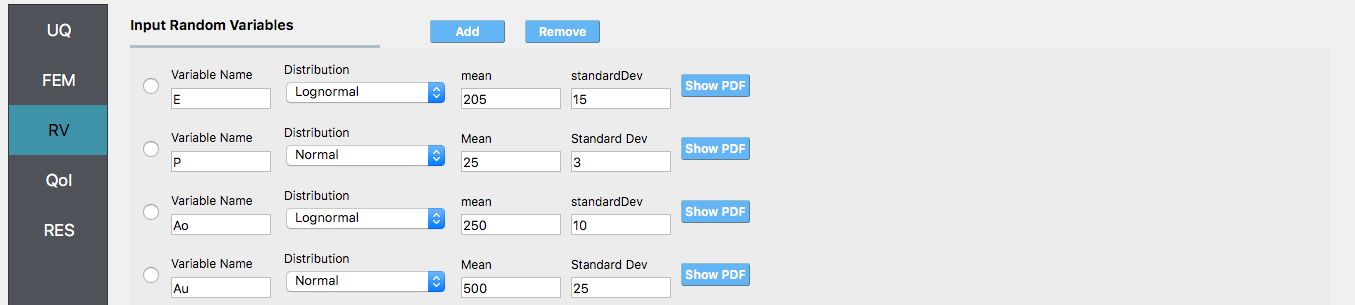 UQ
FEM
RV
QoI
RES
Input Random Variables
Add
Remove
Variable Name
Distribution
mean
standardDev
E
Lognormal
205
15
Show PDF
Variable Name
Distribution
Mean
Standard Dev
P
Normal
25
3
Show PDF
Variable Name
Distribution
mean
standardDev
Ao
Lognormal
250
10
Show PDF
Variable Name
Distribution
Mean
Standard Dev
Au
Normal
500
25
Show PDF